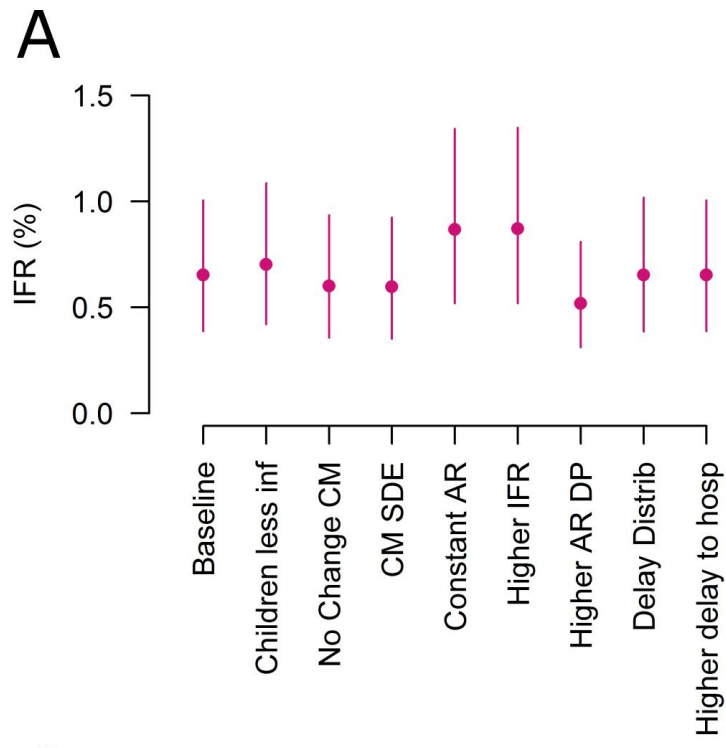 A
1.5
1.0
0.5
0.0
IFR (%)
Baseline
Children less inf
No Change CM
CM SDE
Constant AR
Higher IFR
Higher AR DP
Delay Distrib
Higher delay to hosp